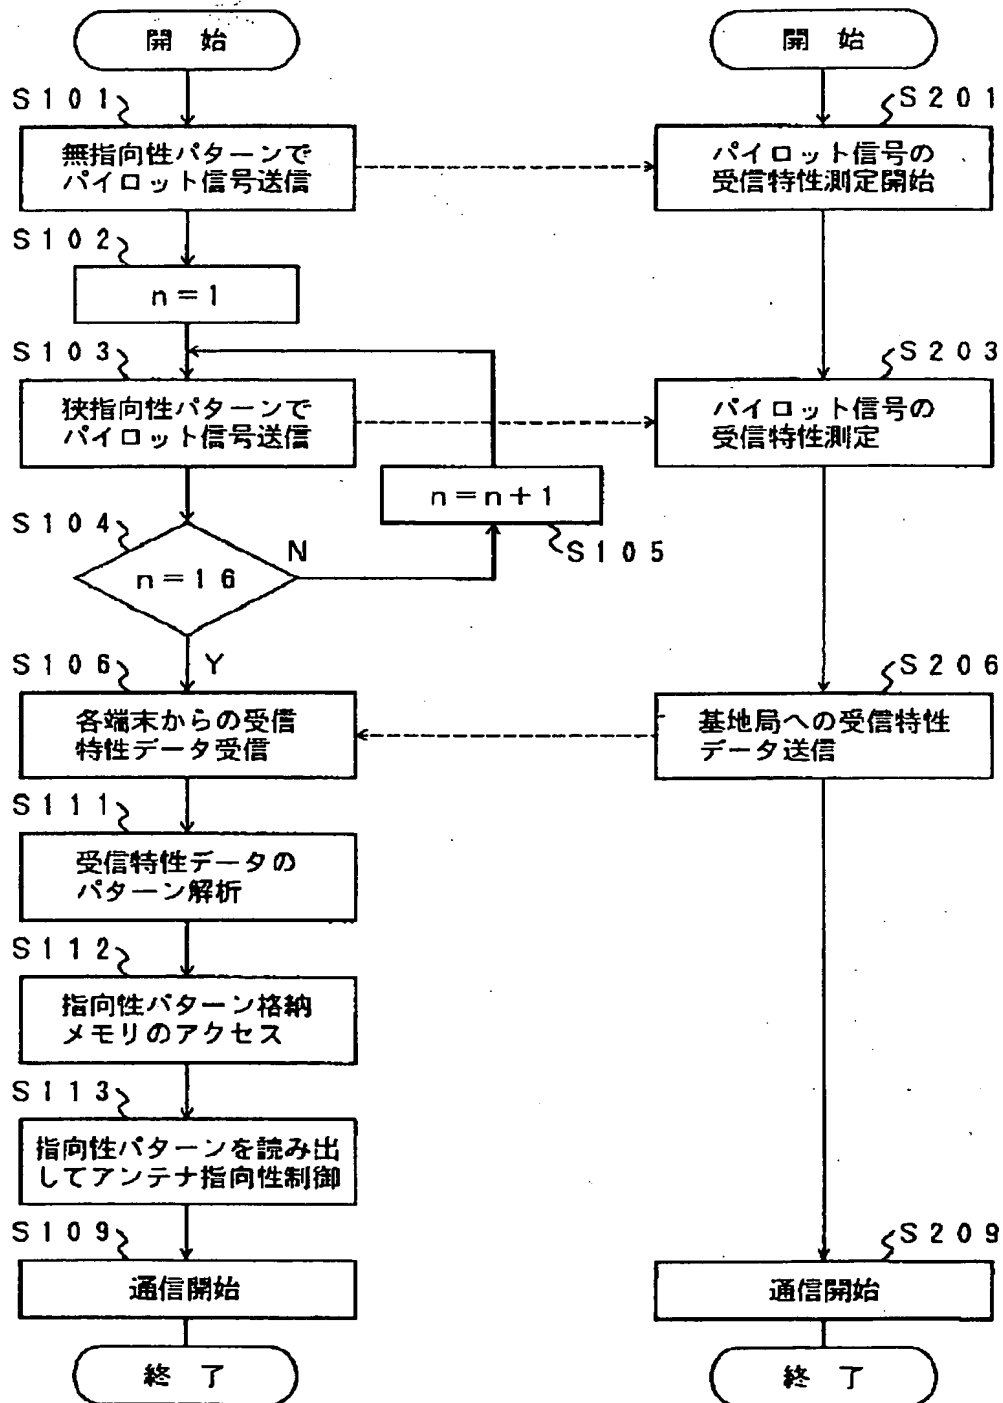 開 始
S101
無指向性パターンで
パイロット信号送信
S102
n=1
S103
狭指向性パターンで
パイロット信号送信
n=n+1
S105
S104
n=16
N
Y
S106
各端末からの受信
特性データ受信
S111
受信特性データの
パターン解析
S112
指向性パターン格納
メモリのアクセス
S113
指向性パターンを読み出
してアンテナ指向性制御
S109
通信開始
終 了
開 始
S201
パイロット信号の
受信特性測定開始
S203
パイロット信号の
受信特性測定
S206
基地局への受信特性
データ送信
S209
通信開始
終 了